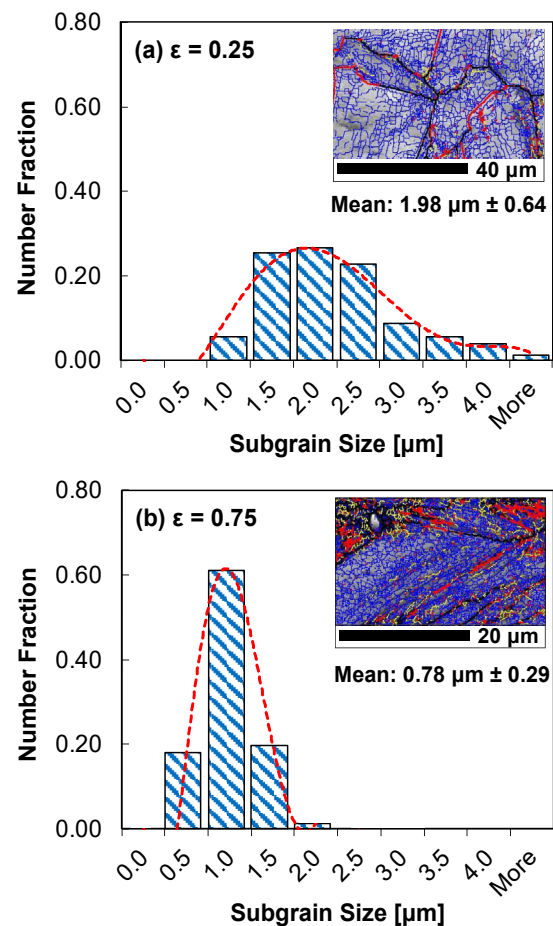 0.80
(a) ε = 0.25
0.60
40 µm
Mean: 1.98 µm ± 0.64
0.40
0.20
0.00
Number Fraction
0.0 0.5 1.0 1.5 2.0 2.5 3.0 3.5 4.0 More
Subgrain Size [µm]
0.80
(b) ε = 0.75
0.60
20 µm
Mean: 0.78 µm ± 0.29
0.40
0.20
0.00
Number Fraction
0.0 0.5 1.0 1.5 2.0 2.5 3.0 3.5 4.0 More
Subgrain Size [µm]